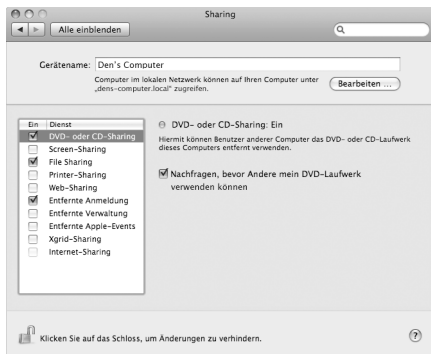 Sharing
Alle einblenden
Gerätename: Den's Computer
Computer im lokalen Netzwerk können auf Ihren Computer unter
„dens-computer.local“ zugreifen.
Bearbeiten ...
Ein Dienst
DVD- oder CD-Sharing
Screen-Sharing
File Sharing
Printer-Sharing
Web-Sharing
Entfernte Anmeldung
Entfernte Verwaltung
Entfernte Apple-Events
Xgrid-Sharing
Internet-Sharing
DVD- oder CD-Sharing: Ein
Hiermit können Benutzer anderer Computer das DVD- oder CD-Laufwerk
dieses Computers entfernt verwenden.
Nachfragen, bevor Andere mein DVD-Laufwerk
verwenden können
Klicken Sie auf das Schloss, um Änderungen zu verhindern.
?